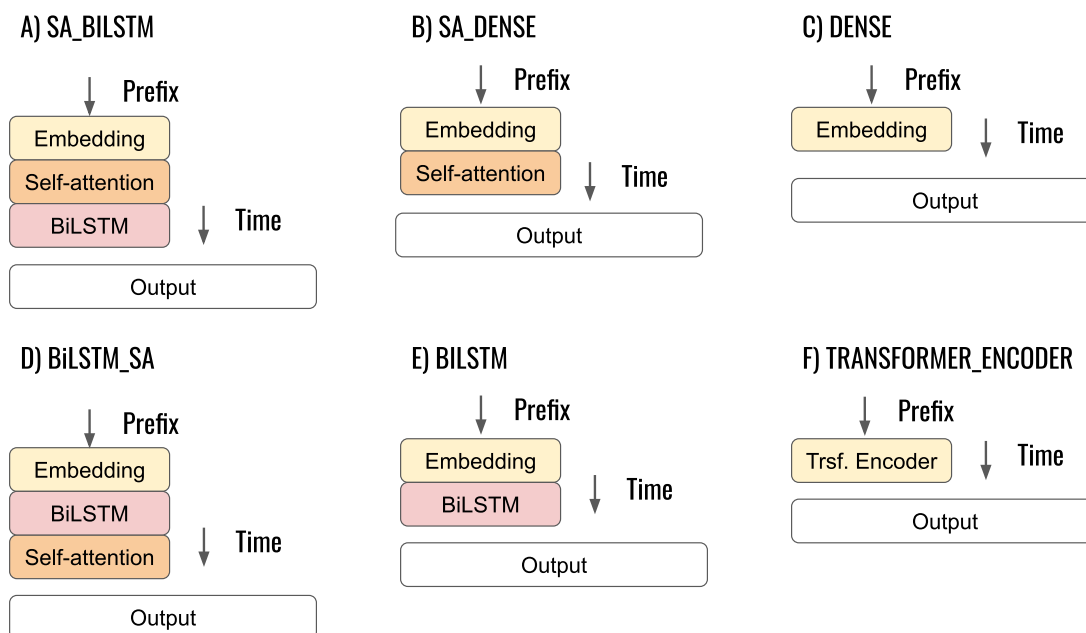 A) SA_BILSTM
Prefix
Embedding
Self-attention
BiLSTM
Time
Output
B) SA_DENSE
Prefix
Embedding
Self-attention
Time
Output
C) DENSE
Prefix
Embedding
Time
Output
D) BiLSTM_SA
Prefix
Embedding
BiLSTM
Self-attention
Time
Output
E) BILSTM
Prefix
Embedding
BiLSTM
Time
Output
F) TRANSFORMER_ENCODER
Prefix
Trsf. Encoder
Time
Output